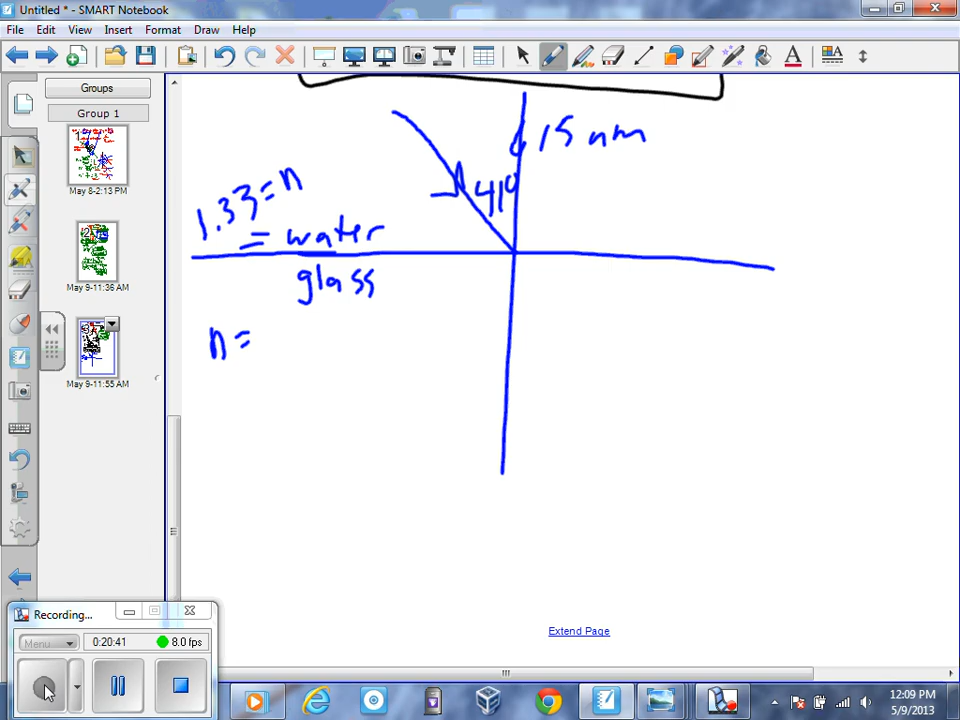 Untitled * - SMART Notebook
File Edit View Insert Format Draw Help
Groups
Group 1
May 8-2:13 PM
May 9-11:36 AM
May 9-11:55 AM
15 nm
41°
1.33=n
= water
glass
n=
Extend Page
Recording...
Menu 0:20:41 8.0 fps
12:09 PM
5/9/2013